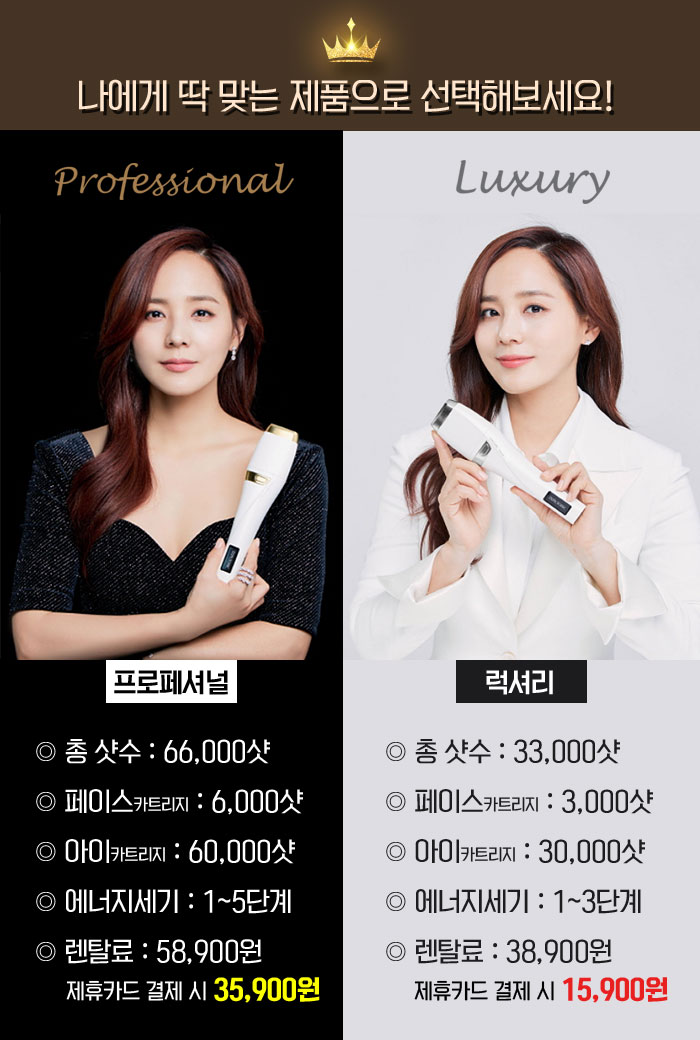 나에게 딱 맞는 제품으로 선택해보세요!
Professional
프로페셔널
◎ 총 샷수 : 66,000샷
◎ 페이스카트리지 : 6,000샷
◎ 아이카트리지 : 60,000샷
◎ 에너지세기 : 1~5단계
◎ 렌탈료 : 58,900원
제휴카드 결제 시 35,900원
Luxury
럭셔리
◎ 총 샷수 : 33,000샷
◎ 페이스카트리지 : 3,000샷
◎ 아이카트리지 : 30,000샷
◎ 에너지세기 : 1~3단계
◎ 렌탈료 : 38,900원
제휴카드 결제 시 15,900원